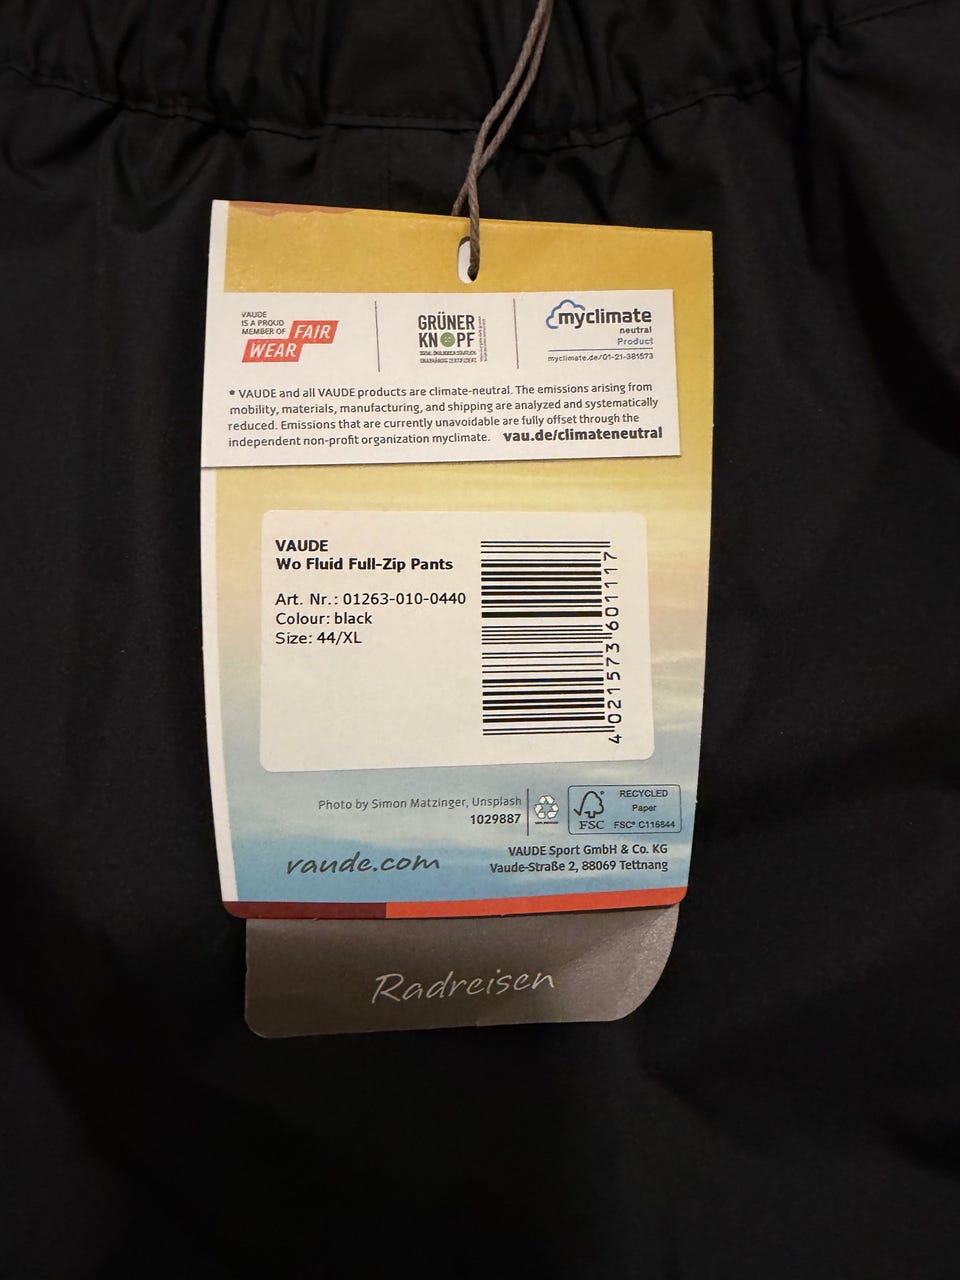 VAUDE
IS A PROUD
MEMBER OF FAIR
WEAR
GRÜNER
KNOPF
SOZIAL. ÖKOLOGISCH. STAATLICH.
UNABHÄNGIG ZERTIFIZIERT.
myclimate
neutral
Product
myclimate.de/01-21-381573
* VAUDE and all VAUDE products are climate-neutral. The emissions arising from
mobility, materials, manufacturing, and shipping are analyzed and systematically
reduced. Emissions that are currently unavoidable are fully offset through the
independent non-profit organization myclimate. vau.de/climateneutral
VAUDE
Wo Fluid Full-Zip Pants
Art. Nr.: 01263-010-0440
Colour: black
Size: 44/XL
4021573601117
Photo by Simon Matzinger, Unsplash
1029887
FSC
RECYCLED
Paper
FSC® C116844
vaude.com
VAUDE Sport GmbH & Co. KG
Vaude-Straße 2, 88069 Tettnang
Radreisen